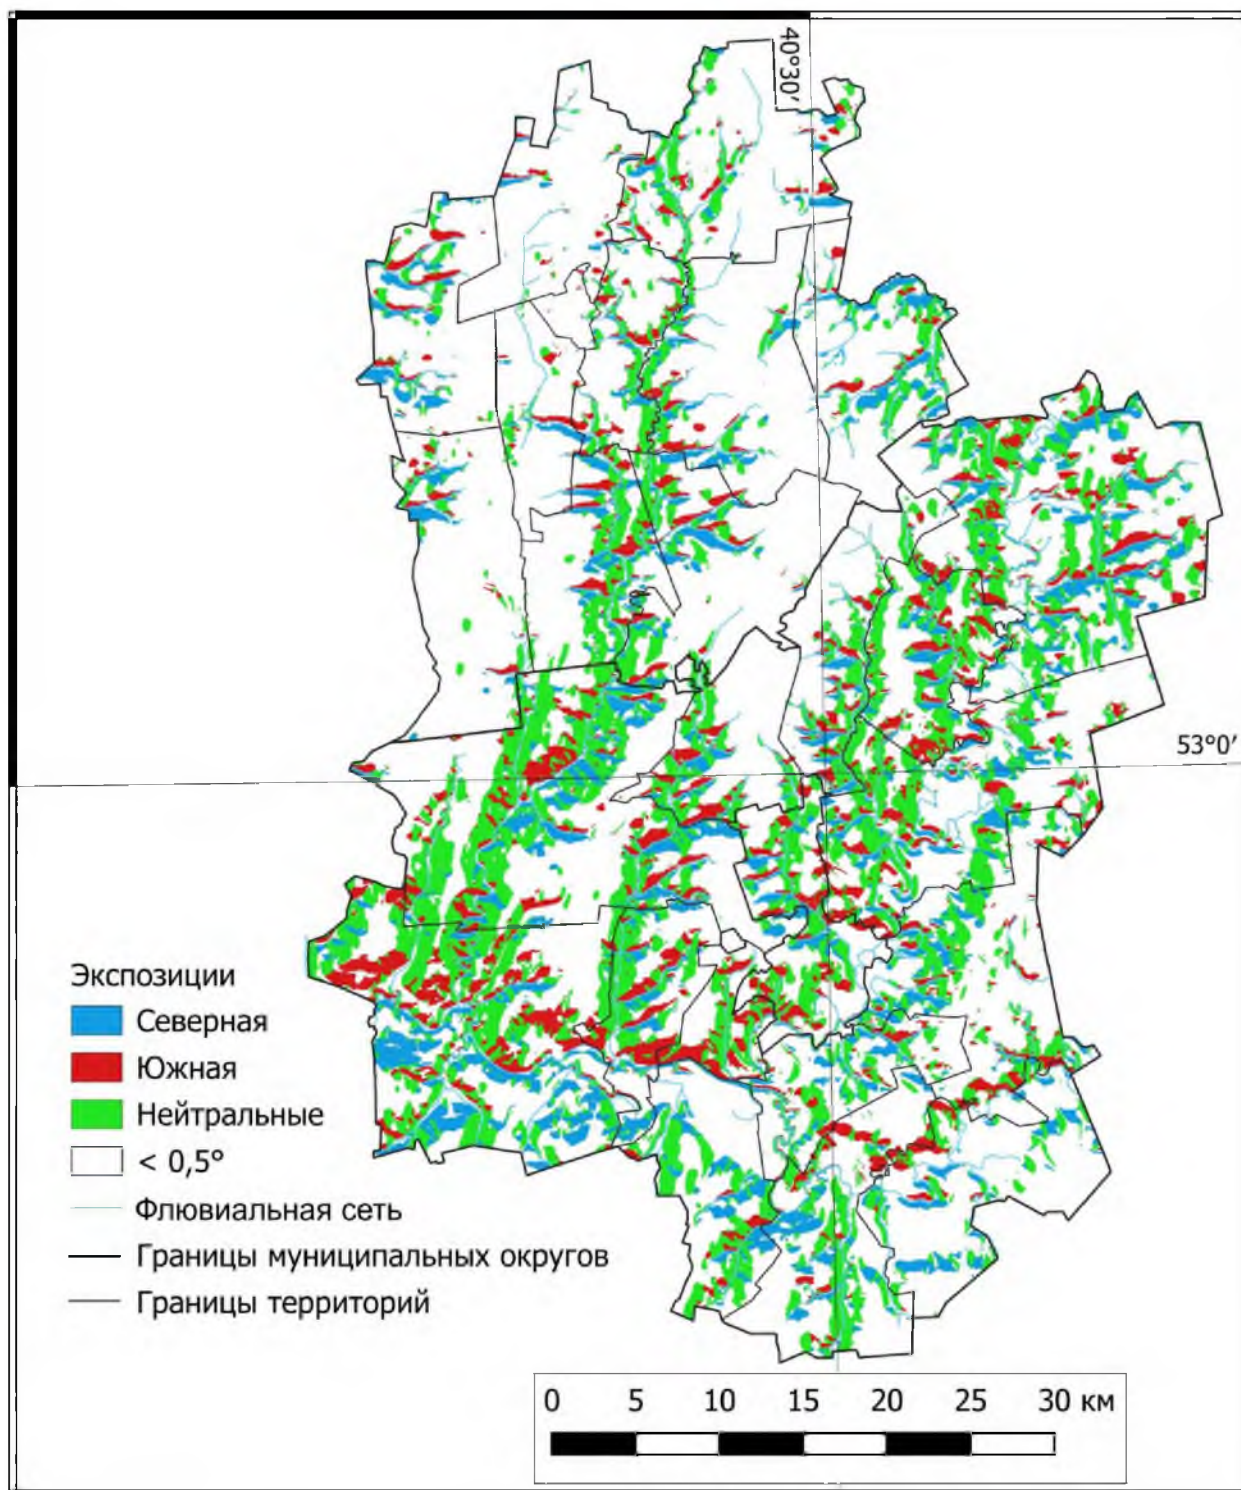 40°30′
53°0′
Экспозиции
Северная
Южная
Нейтральные
< 0,5°
Флювиальная сеть
Границы муниципальных округов
Границы территорий
0 5 10 15 20 25 30 км